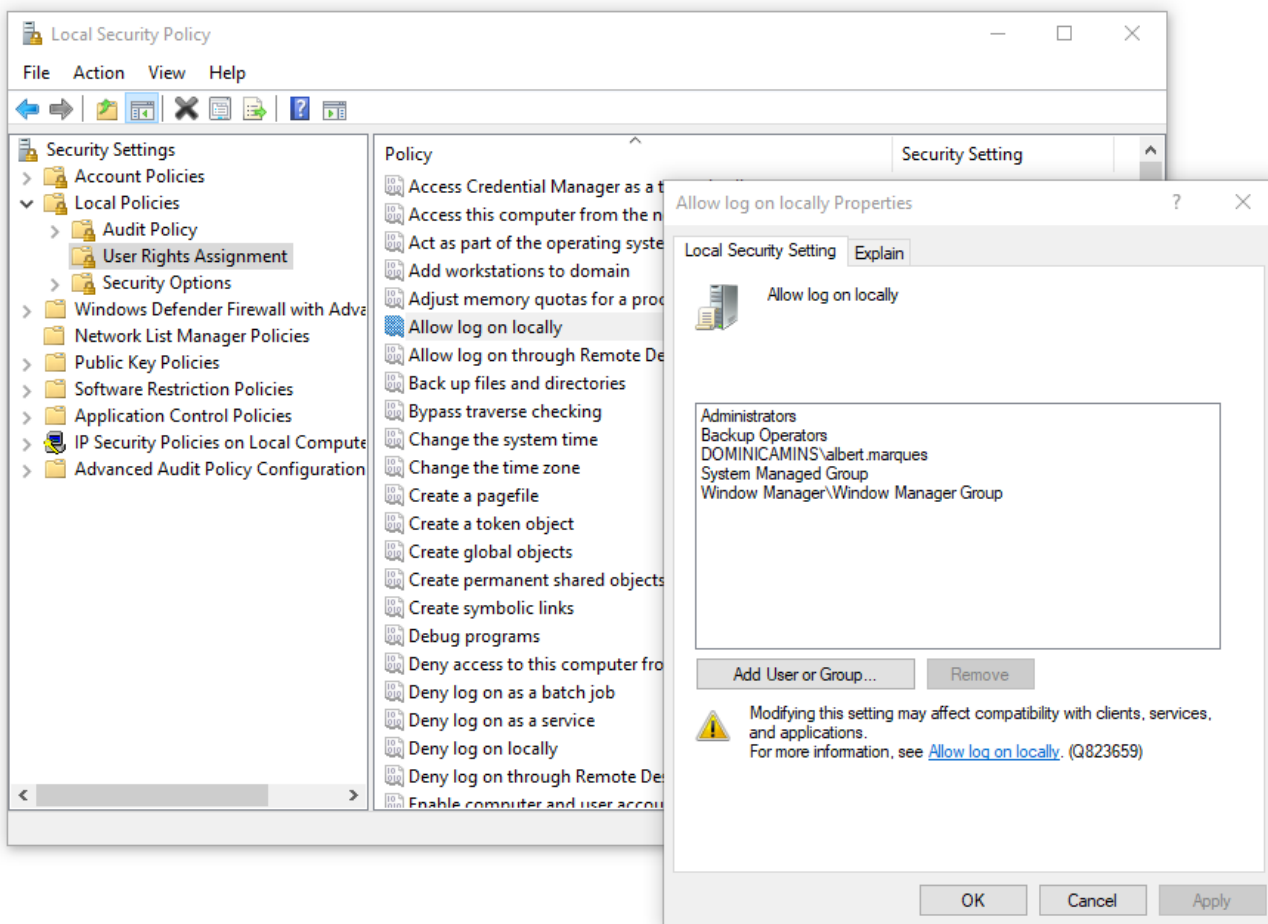 Local Security Policy
File Action View Help
Security Settings
Account Policies
Local Policies
Audit Policy
User Rights Assignment
Security Options
Windows Defender Firewall with Adva
Network List Manager Policies
Public Key Policies
Software Restriction Policies
Application Control Policies
IP Security Policies on Local Compute
Advanced Audit Policy Configuration
Policy Security Setting
Access Credential Manager as a t
Access this computer from the n
Act as part of the operating syste
Add workstations to domain
Adjust memory quotas for a proc
Allow log on locally
Allow log on through Remote De
Back up files and directories
Bypass traverse checking
Change the system time
Change the time zone
Create a pagefile
Create a token object
Create global objects
Create permanent shared objects
Create symbolic links
Debug programs
Deny access to this computer fro
Deny log on as a batch job
Deny log on as a service
Deny log on locally
Deny log on through Remote De
Enable computer and user accou
Allow log on locally Properties
Local Security Setting Explain
Allow log on locally
Administrators
Backup Operators
DOMINICAMINS\albert.marques
System Managed Group
Window Manager\Window Manager Group
Add User or Group... Remove
Modifying this setting may affect compatibility with clients, services,
and applications.
For more information, see Allow log on locally. (Q823659)
OK Cancel Apply